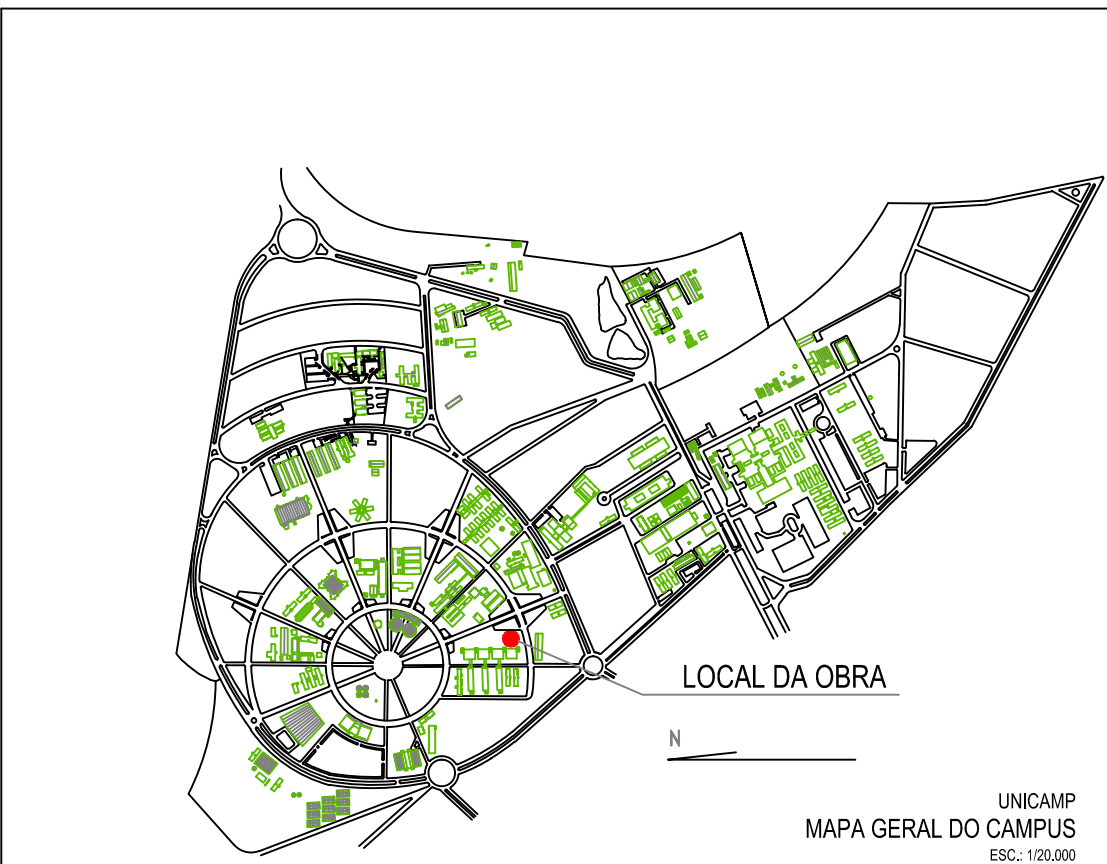 LOCAL DA OBRA
N
UNICAMP
MAPA GERAL DO CAMPUS
ESC.: 1/20.000